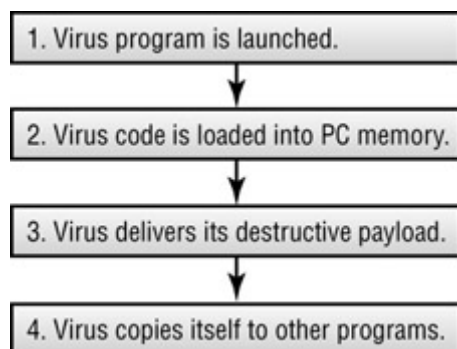 1. Virus program is launched.
2. Virus code is loaded into PC memory.
3. Virus delivers its destructive payload.
4. Virus copies itself to other programs.